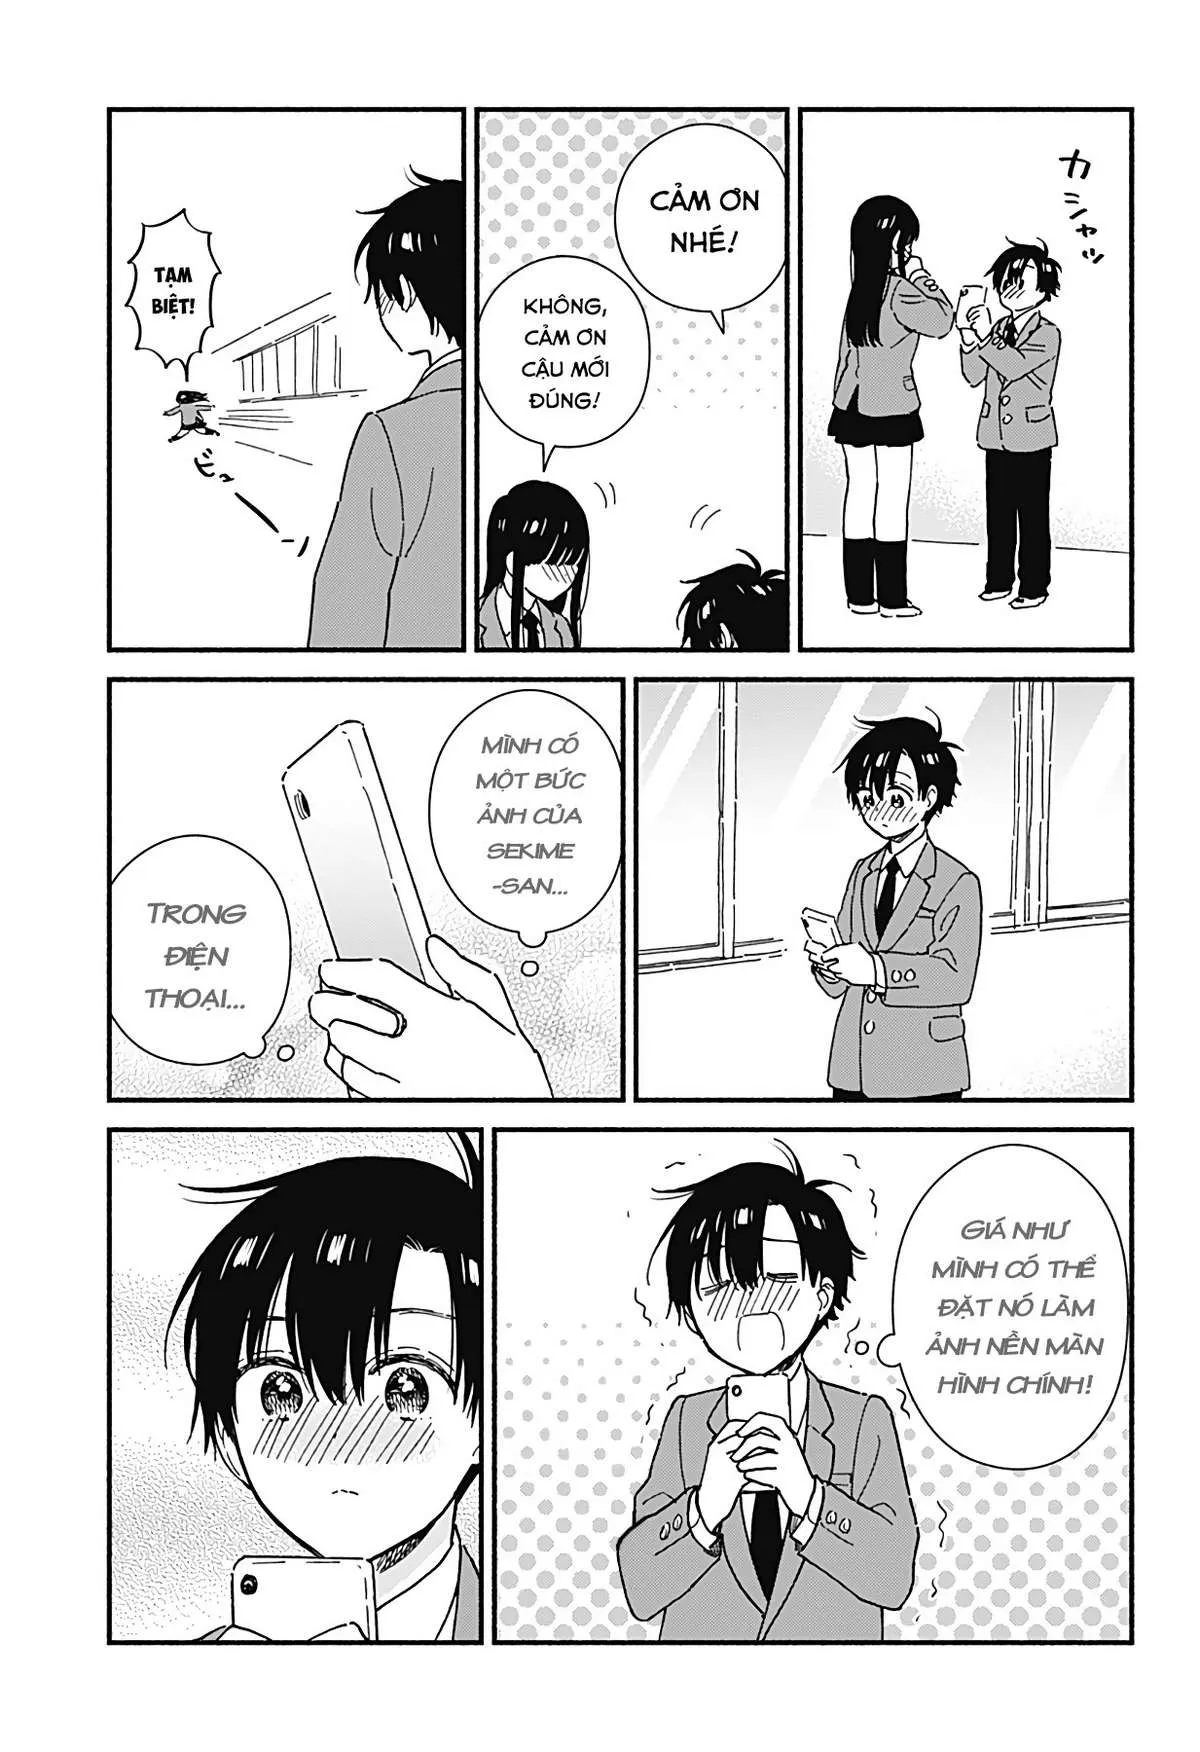 カシャッ
CẢM ƠN
NHÉ!
KHÔNG,
CẢM ƠN
CẬU MỚI
ĐÚNG!
TẠM
BIỆT!
ビューン
MÌNH CÓ
MỘT BỨC
ẢNH CỦA
SEKIME
-SAN...
TRONG
ĐIỆN
THOẠI...
GIÁ NHƯ
MÌNH CÓ THỂ
ĐẶT NÓ LÀM
ẢNH NỀN MÀN
HÌNH CHÍNH!